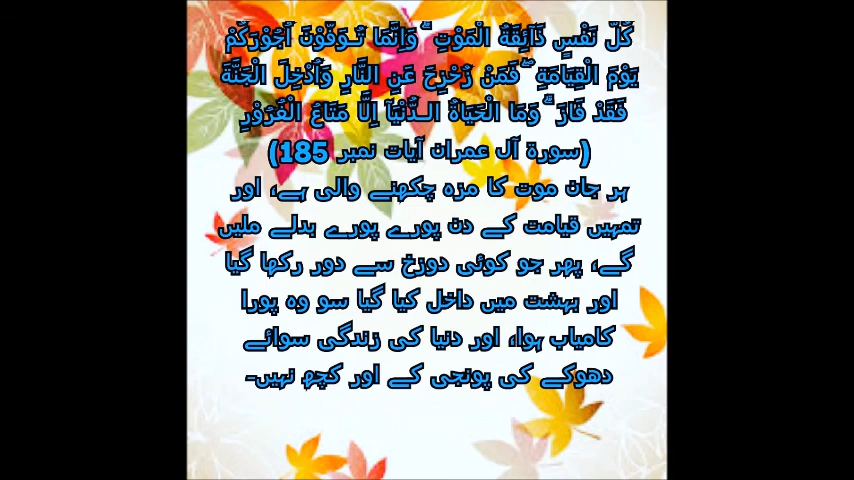 كُلُّ نَفْسٍ ذَآئِقَةُ الْمَوْتِ ۗ وَاِنَّمَا تُـوَفَّوْنَ اُجُوْرَكُمْ
يَوْمَ الْقِيَامَةِ ۖ فَمَنْ زُحْزِحَ عَنِ النَّارِ وَاُدْخِلَ الْجَنَّةَ
فَقَدْ فَازَ ۗ وَمَا الْحَيَاةُ الـدُّنْيَآ اِلَّا مَتَاعُ الْغُرُوْرِ
(سورۃ آل عمران آیات نمبر 185)
ہر جان موت کا مزہ چکھنے والی ہے، اور
تمہیں قیامت کے دن پورے پورے بدلے ملیں
گے، پھر جو کوئی دوزخ سے دور رکھا گیا
اور بہشت میں داخل کیا گیا سو وہ پورا
کامیاب ہوا، اور دنیا کی زندگی سوائے
دھوکے کی پونجی کے اور کچھ نہیں۔